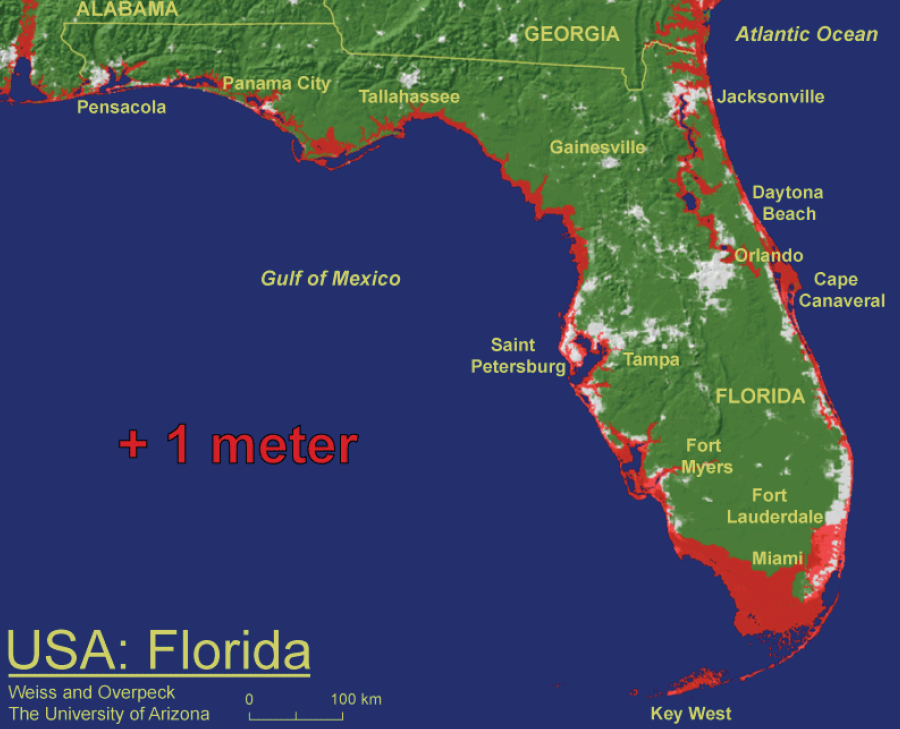 ALABAMA
GEORGIA
Atlantic Ocean
Pensacola
Panama City
Tallahassee
Jacksonville
Gainesville
Daytona
Beach
Orlando
Gulf of Mexico
Cape
Canaveral
Saint
Petersburg
Tampa
FLORIDA
+ 1 meter
Fort
Myers
Fort
Lauderdale
Miami
USA: Florida
Weiss and Overpeck
The University of Arizona
0 100 km
Key West